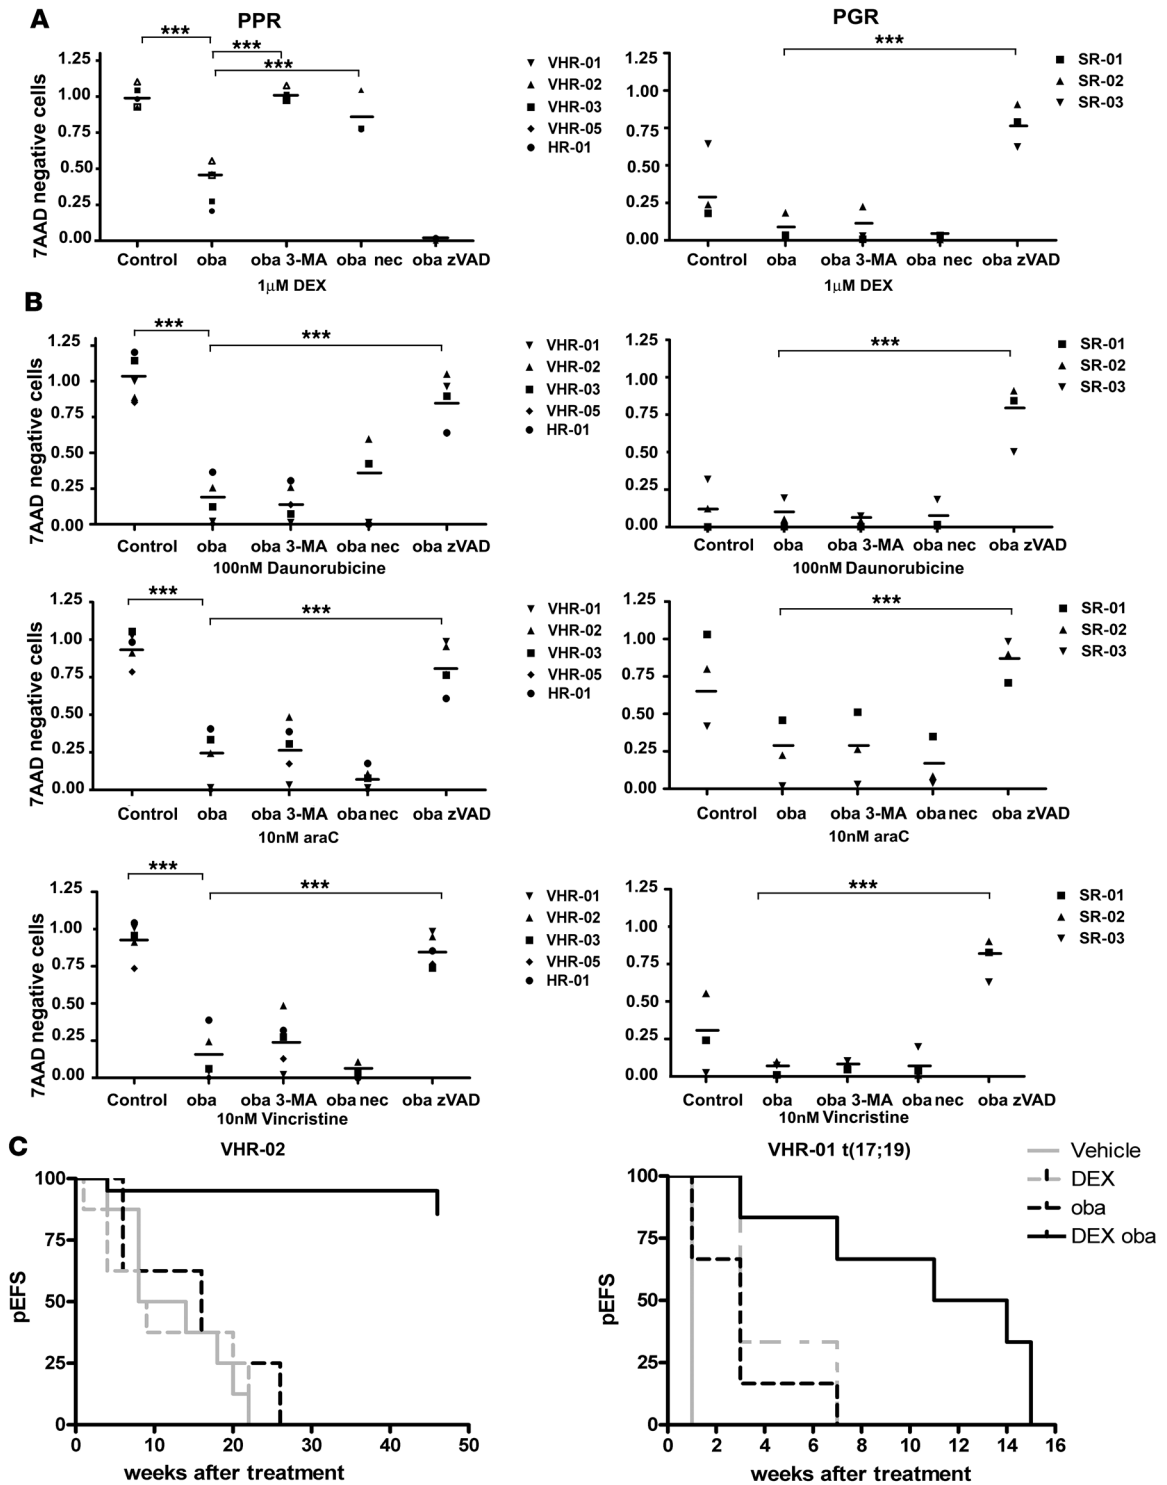 A
PPR
PGR
***
***
***
***
7AAD negative cells
1.25
1.00
0.75
0.50
0.25
0.00
VHR-01
VHR-02
VHR-03
VHR-05
HR-01
1.25
1.00
0.75
0.50
0.25
0.00
SR-01
SR-02
SR-03
Control oba oba 3-MA oba nec oba zVAD
1μM DEX
Control oba oba 3-MA oba nec oba zVAD
1μM DEX
B
***
***
***
7AAD negative cells
1.25
1.00
0.75
0.50
0.25
0.00
VHR-01
VHR-02
VHR-03
VHR-05
HR-01
1.25
1.00
0.75
0.50
0.25
0.00
SR-01
SR-02
SR-03
Control oba oba 3-MA oba nec oba zVAD
100nM Daunorubicine
Control oba oba 3-MA oba nec oba zVAD
100nM Daunorubicine
***
***
***
7AAD negative cells
1.25
1.00
0.75
0.50
0.25
0.00
VHR-01
VHR-02
VHR-03
VHR-05
HR-01
1.25
1.00
0.75
0.50
0.25
0.00
SR-01
SR-02
SR-03
Control oba oba 3-MA oba nec oba zVAD
10nM araC
Control oba oba 3-MA oba nec oba zVAD
10nM araC
***
***
***
7AAD negative cells
1.25
1.00
0.75
0.50
0.25
0.00
VHR-01
VHR-02
VHR-03
VHR-05
HR-01
1.25
1.00
0.75
0.50
0.25
0.00
SR-01
SR-02
SR-03
Control oba oba 3-MA oba nec oba zVAD
10nM Vincristine
Control oba oba 3-MA oba nec oba zVAD
10nM Vincristine
C
VHR-02
pEFS
100
75
50
25
0
0 10 20 30 40 50
weeks after treatment
VHR-01 t(17;19)
pEFS
100
75
50
25
0
0 2 4 6 8 10 12 14 16
weeks after treatment
Vehicle
DEX
oba
DEX oba